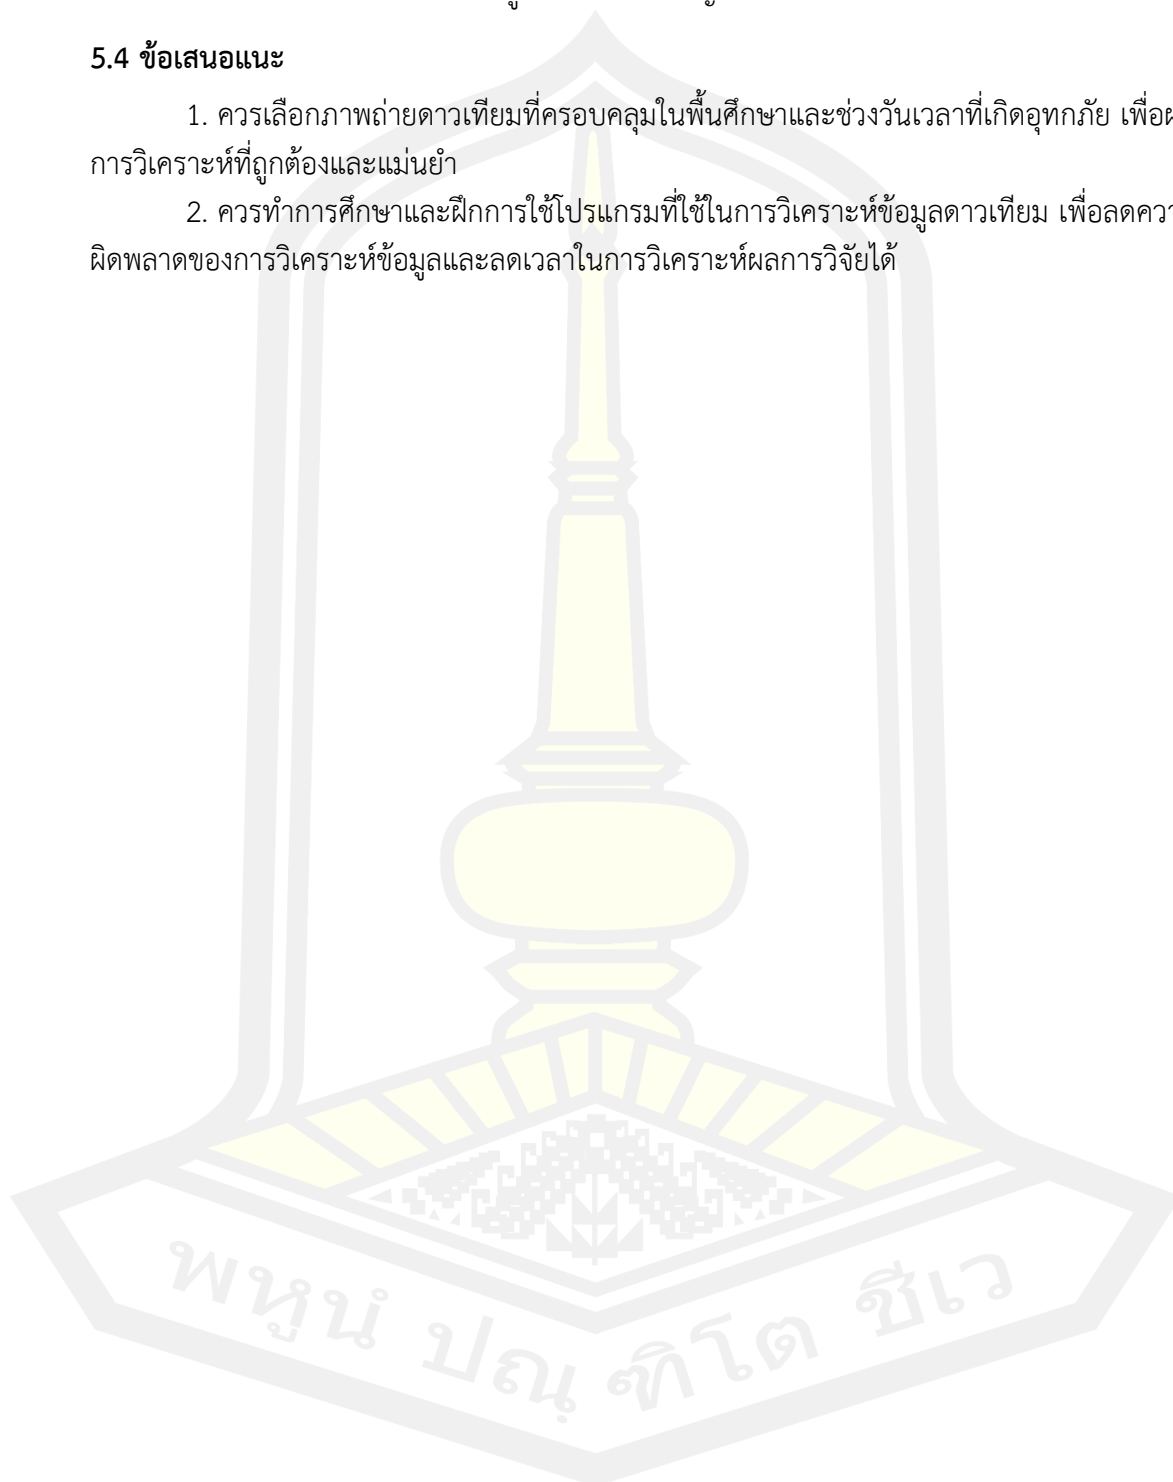 5.4 ข้อเสนอแนะ
1. ควรเลือกภาพถ่ายดาวเทียมที่ครอบคลุมในพื้นศึกษาและช่วงวันเวลาที่เกิดอุทกภัย เพื่อ
การวิเคราะห์ที่ถูกต้องและแม่นยำ
2. ควรทำการศึกษาและฝึกการใช้โปรแกรมที่ใช้ในการวิเคราะห์ข้อมูลดาวเทียม เพื่อลด
ผิดพลาดของการวิเคราะห์ข้อมูลและลดเวลาในการวิเคราะห์ผลการวิจัยได้
พหูนํ ปณฺฑิโต ชีเว